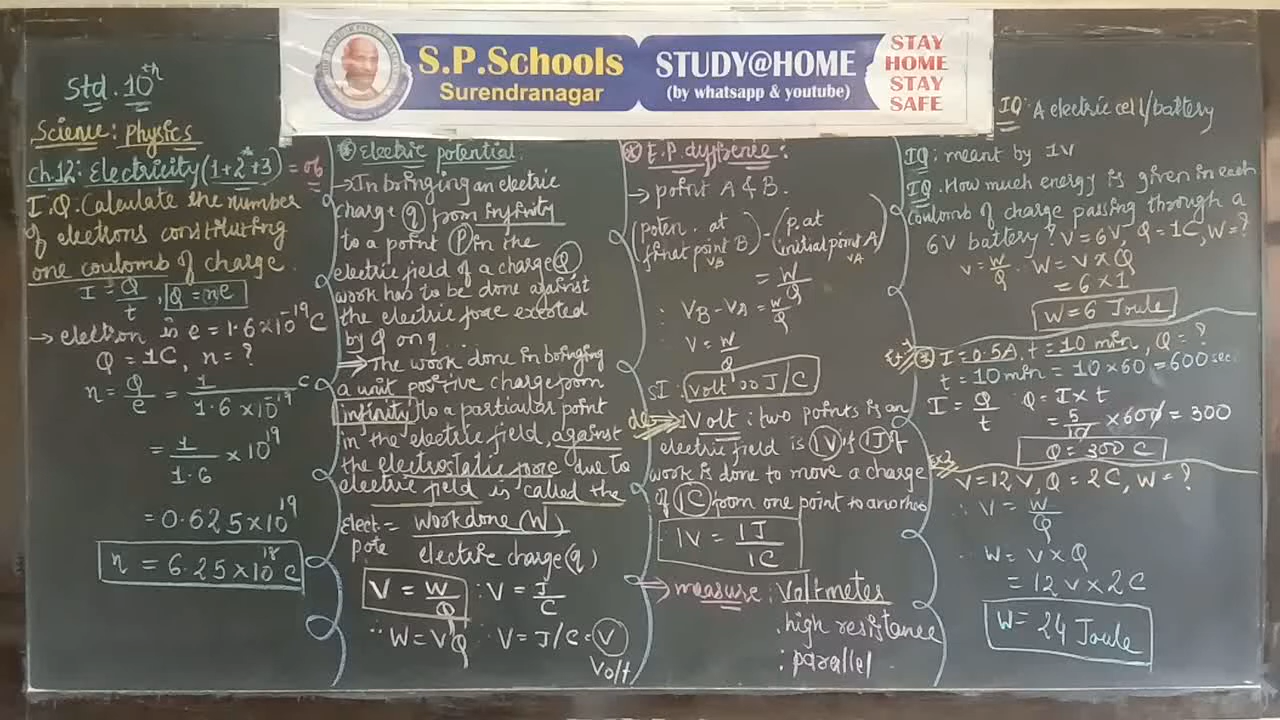 S.P.Schools
Surendranagar
STUDY@HOME
(by whatsapp & youtube)
STAY
HOME
STAY
SAFE
Std. 10th
Science: physics
ch.12: Electricity (1+2*+3) = 06
I.Q. Calculate the number
of electrons constituting
one coulomb of charge.
I = Q/t, Q = ne
→ electron is e = 1.6×10^-19 C
Q = 1C, n = ?
n = Q/e = 1/1.6×10^-19 C
= 1/1.6 × 10^19
= 0.625×10^19
n = 6.25×10^18 C
* Electric potential.
→ In bringing an electric
charge q from infinity
to a point P in the
electric field of a charge Q,
work has to be done against
the electric force exerted
by Q on q...
→ The work done in bringing
a unit positive charge from
infinity to a particular point
in the electric field, against
the electrostatic force due to
electric field is called the
Elect. pote = Work done (W)/electric charge (q)
V = W/Q ∴ V = J/C
∵ W = VQ V = J/C = V
Volt
* E.P. difference:
→ point A & B.
(poten. at final point B) - (p. at initial point A)
VB VA
= W/Q
∴ VB - VA = W/Q
∴ V = W/Q
SI: volt or J/C
→ 1 Volt: two points is an
electric field is 1V if 1J of
work is done to move a charge
of 1C from one point to another
1V = 1J/1C
→ measure: Voltmeter
. high resistance
: parallel
IQ: A electric cell/battery
IQ: meant by 1V
IQ. How much energy is given in each
coulomb of charge passing through a
6V battery? V = 6V, Q = 1C, W = ?
V = W/Q. W = V×Q
= 6×1
W = 6 Joule
Ex-1 * I = 0.5A, t = 10 min, Q = ?
t = 10 min = 10×60 = 600 sec
I = Q/t Q = I×t
= 5/10 × 600 = 300
Q = 300 C
Ex-2 V = 12 V, Q = 2C, W = ?
∴ V = W/Q
∴ W = V×Q
= 12 V × 2C
W = 24 Joule